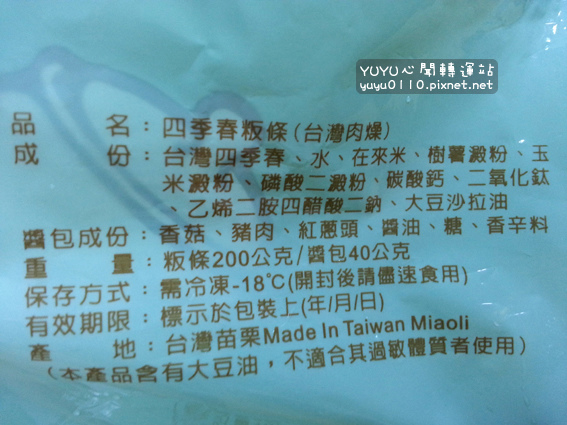 YUYU心聞轉運站
yuyu0110.pixnet.net
品名：四季春粄條(台灣肉燥)
成份：台灣四季春、水、在來米、樹薯澱粉、玉
米澱粉、磷酸二澱粉、碳酸鈣、二氧化鈦
、乙烯二胺四醋酸二鈉、大豆沙拉油
醬包成份：香菇、豬肉、紅蔥頭、醬油、糖、香辛料
重量：粄條200公克/醬包40公克
保存方式：需冷凍-18℃(開封後請儘速食用)
有效期限：標示於包裝上(年/月/日)
產地：台灣苗栗Made In Taiwan Miaoli
(本產品含有大豆油，不適合其過敏體質者使用)